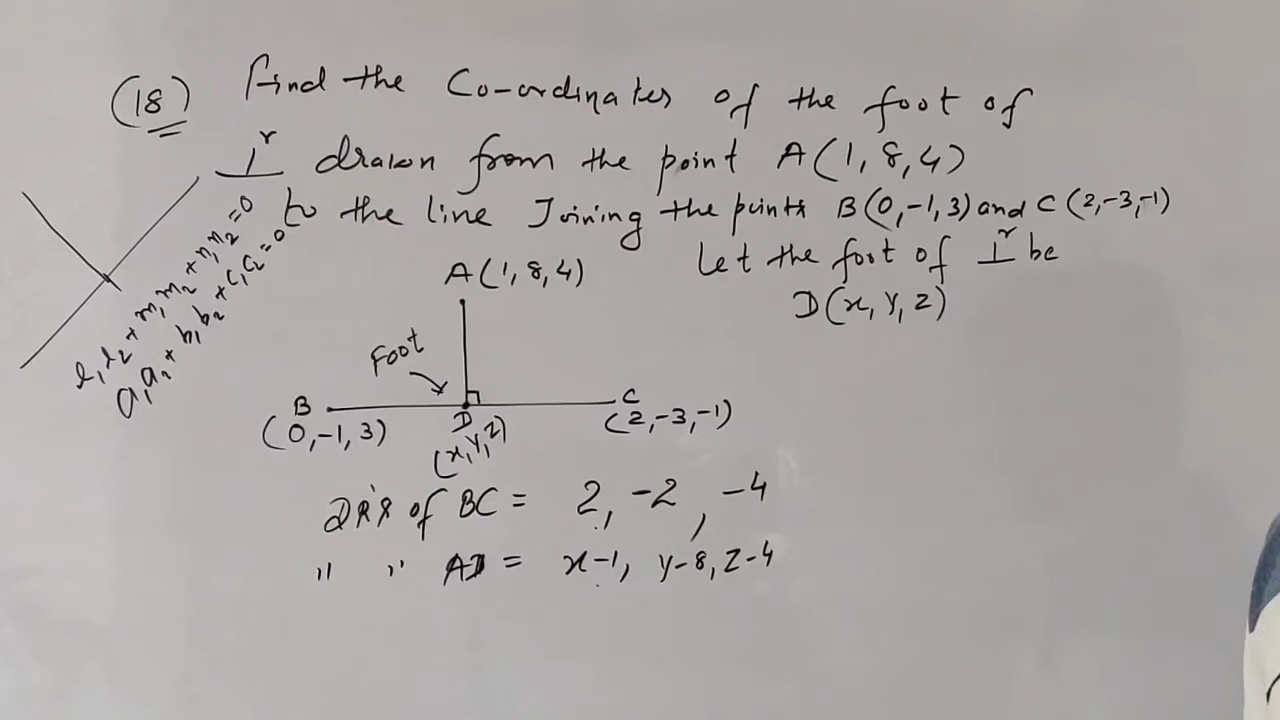 (18) Find the Co-ordinates of the foot of
⊥r drawn from the point A(1, 8, 4)
to the line Joining the points B(0, -1, 3) and C(2, -3, -1)
Let the foot of ⊥r be
D(x, y, z)
l₁l₂ + m₁m₂ + n₁n₂ = 0
a₁a₂ + b₁b₂ + c₁c₂ = 0
A(1, 8, 4)
Foot
B
(0, -1, 3)
D
(x, y, z)
C
(2, -3, -1)
DR's of BC = 2, -2, -4
" " AD = x-1, y-8, z-4